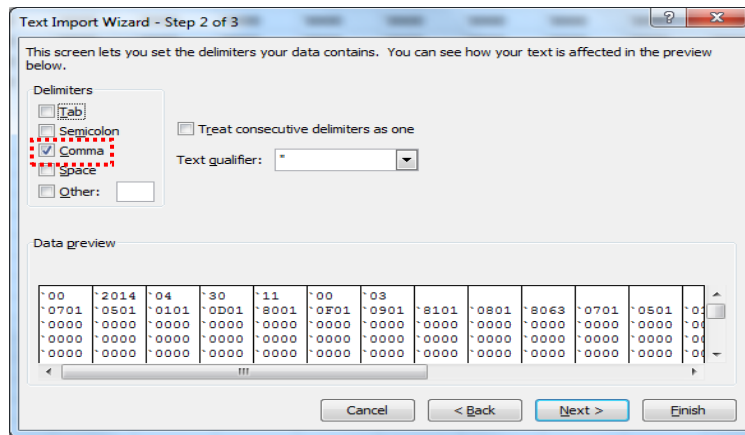 Text Import Wizard - Step 2 of 3
This screen lets you set the delimiters your data contains. You can see how your text is affected in the preview
below.
Delimiters
Tab
Semicolon
Comma
Space
Other:
Treat consecutive delimiters as one
Text qualifier: "
Data preview
`00 `2014 `04 `30 `11 `00 `03
`0701 `0501 `0101 `0D01 `8001 `0F01 `0901 `8101 `0801 `8063 `0701 `0501
`0000 `0000 `0000 `0000 `0000 `0000 `0000 `0000 `0000 `0000 `0000 `0000
`0000 `0000 `0000 `0000 `0000 `0000 `0000 `0000 `0000 `0000 `0000 `0000
`0000 `0000 `0000 `0000 `0000 `0000 `0000 `0000 `0000 `0000 `0000 `0000
Cancel
< Back
Next >
Finish